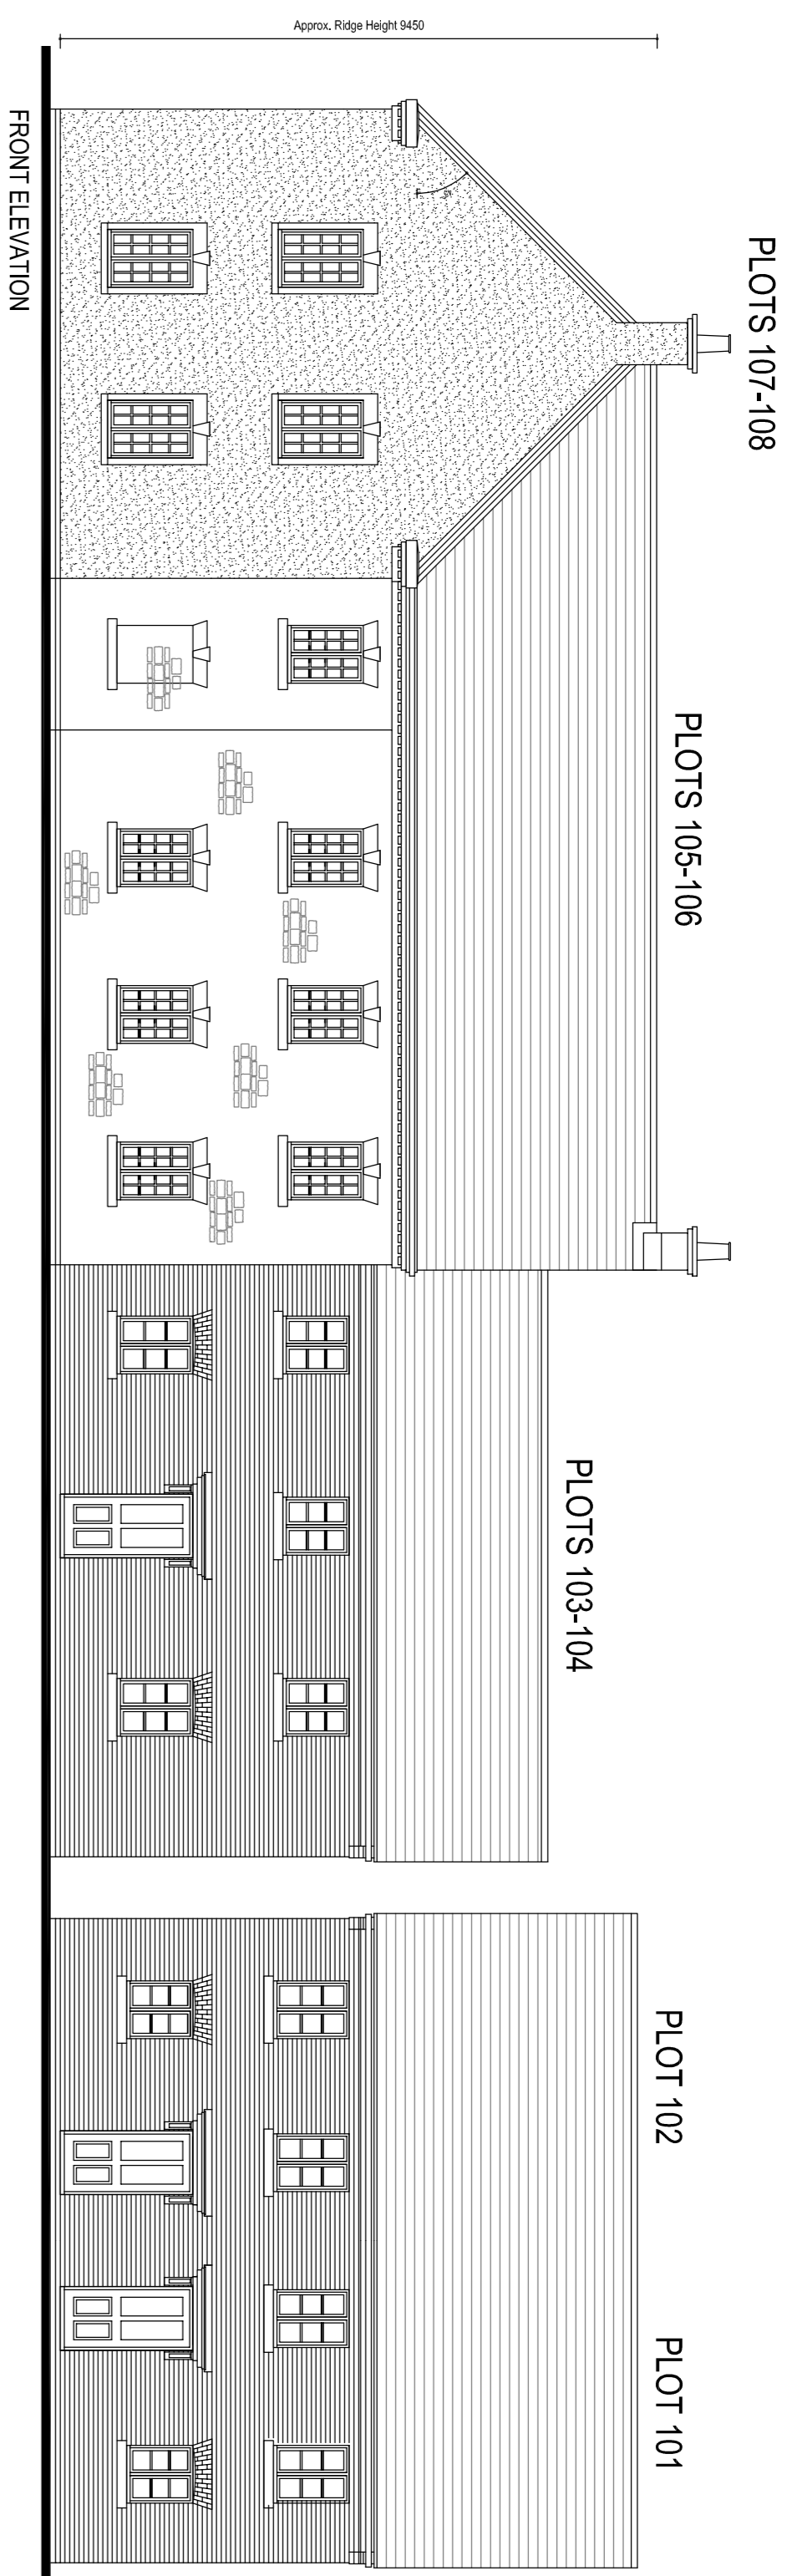 Approx. Ridge Height 9450
PLOTS 107-108
PLOTS 105-106
PLOTS 103-104
PLOT 102
PLOT 101
FRONT ELEVATION